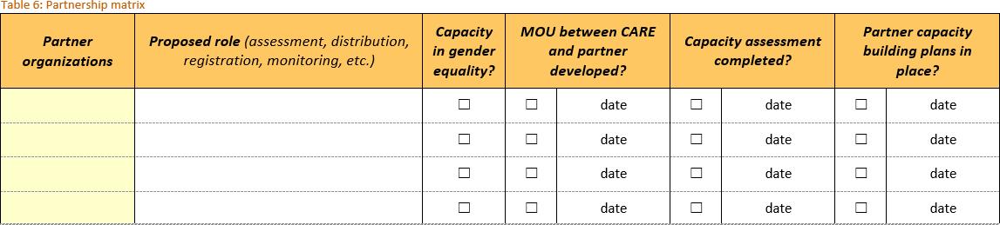 Table 6: Partnership matrix
Partner
organizations
Proposed role (assessment, distribution,
registration, monitoring, etc.)
Capacity
in gender
equality?
MOU between CARE
and partner
developed?
Capacity assessment
completed?
Partner capacity
building plans in
place?
☐ ☐ date ☐ date ☐ date
☐ ☐ date ☐ date ☐ date
☐ ☐ date ☐ date ☐ date
☐ ☐ date ☐ date ☐ date